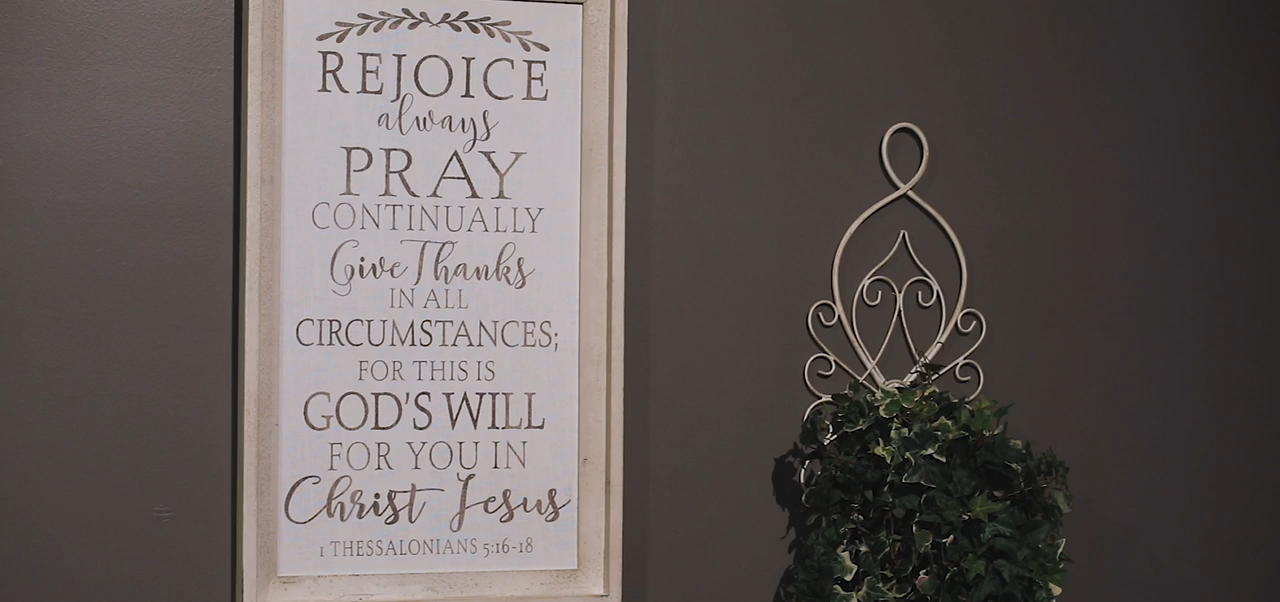 REJOICE
always
PRAY
CONTINUALLY
Give Thanks
IN ALL
CIRCUMSTANCES;
FOR THIS IS
GOD'S WILL
FOR YOU IN
Christ Jesus
1 THESSALONIANS 5:16-18